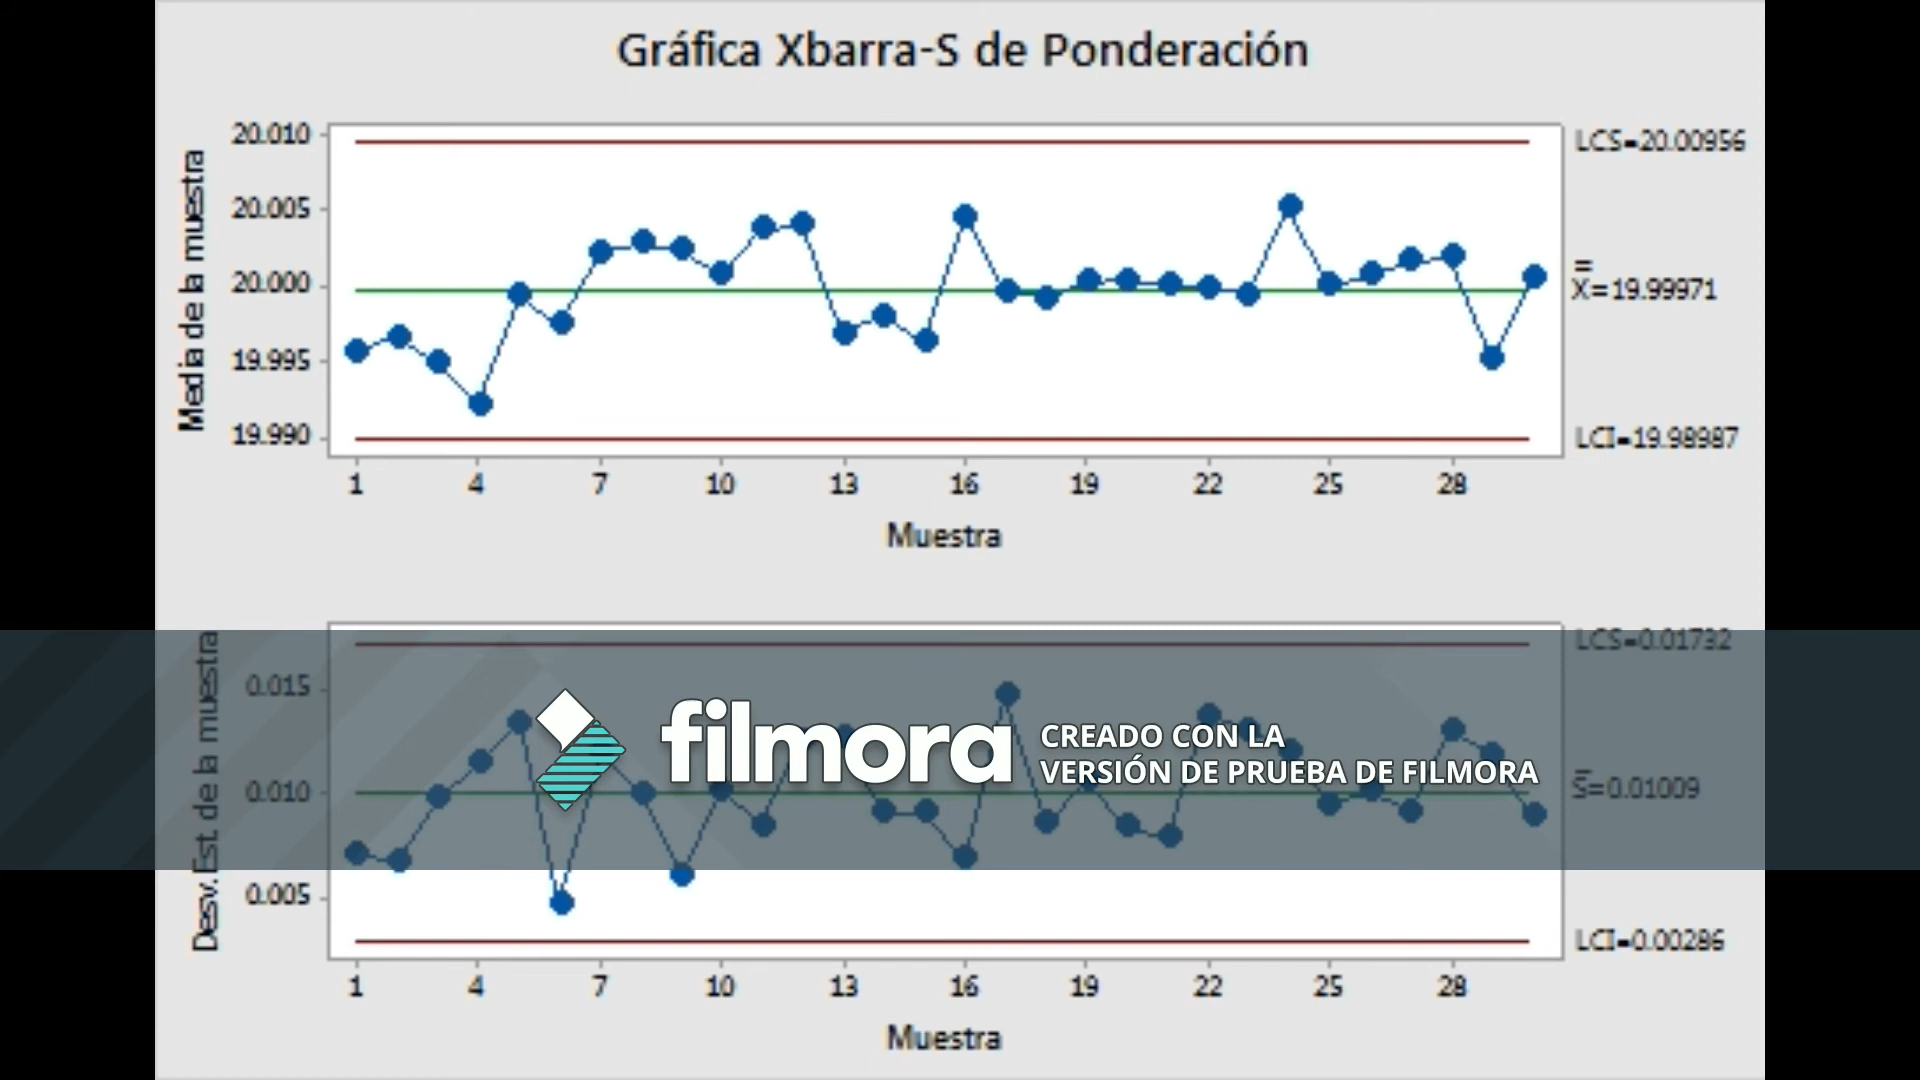 Gráfica Xbarra-S de Ponderación
Media de la muestra
20.010
20.005
20.000
19.995
19.990
LCS=20.00956
X=19.99971
LCI=19.98987
1 4 7 10 13 16 19 22 25 28
Muestra
Desv.Est. de la muestra
0.015
0.010
0.005
LCS=0.01732
S=0.01009
LCI=0.00286
filmora
CREADO CON LA
VERSIÓN DE PRUEBA DE FILMORA
1 4 7 10 13 16 19 22 25 28
Muestra